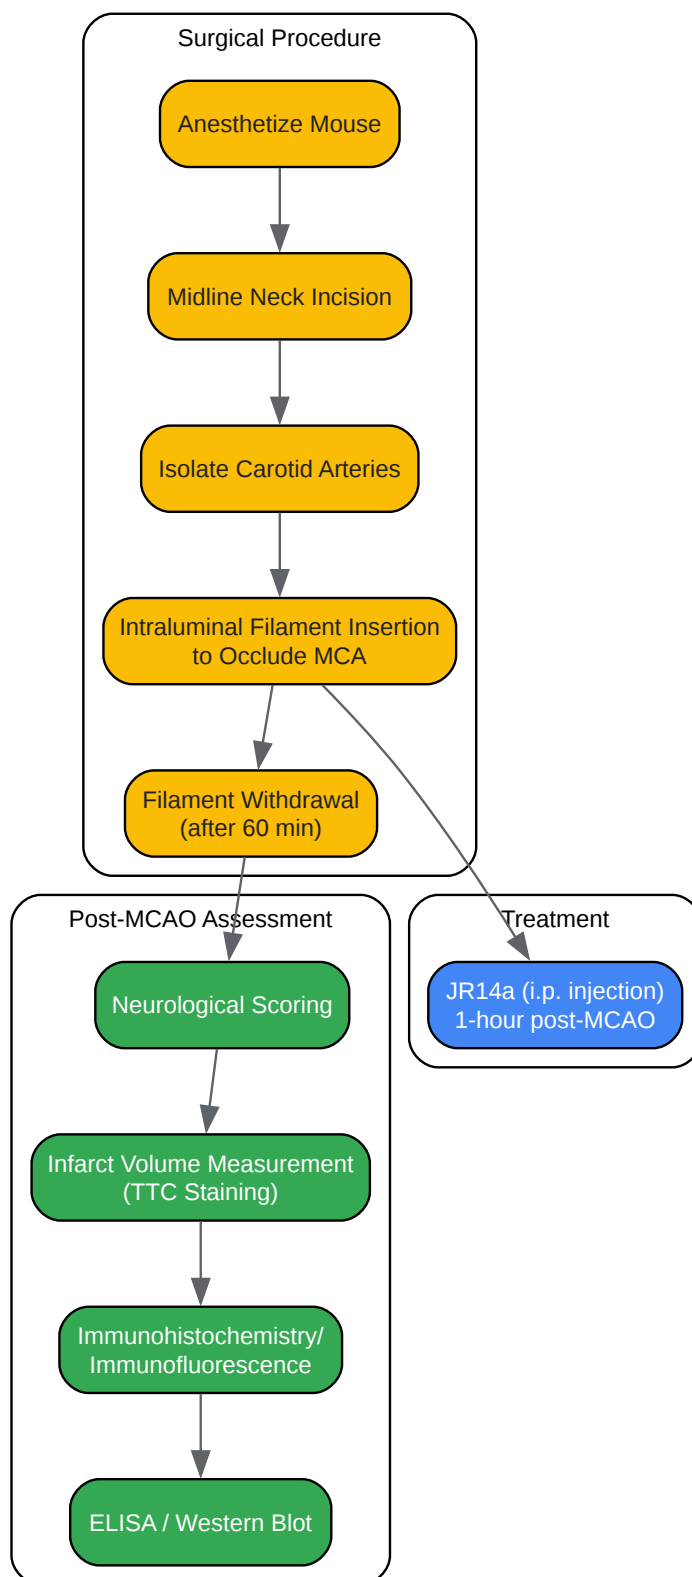 Surgical Procedure
Anesthetize Mouse
Midline Neck Incision
Isolate Carotid Arteries
Intraluminal Filament Insertion
to Occlude MCA
Filament Withdrawal
(after 60 min)
Post-MCAO Assessment
Neurological Scoring
Infarct Volume Measurement
(TTC Staining)
Immunohistochemistry/
Immunofluorescence
ELISA / Western Blot
Treatment
JR14a (i.p. injection)
1-hour post-MCAO